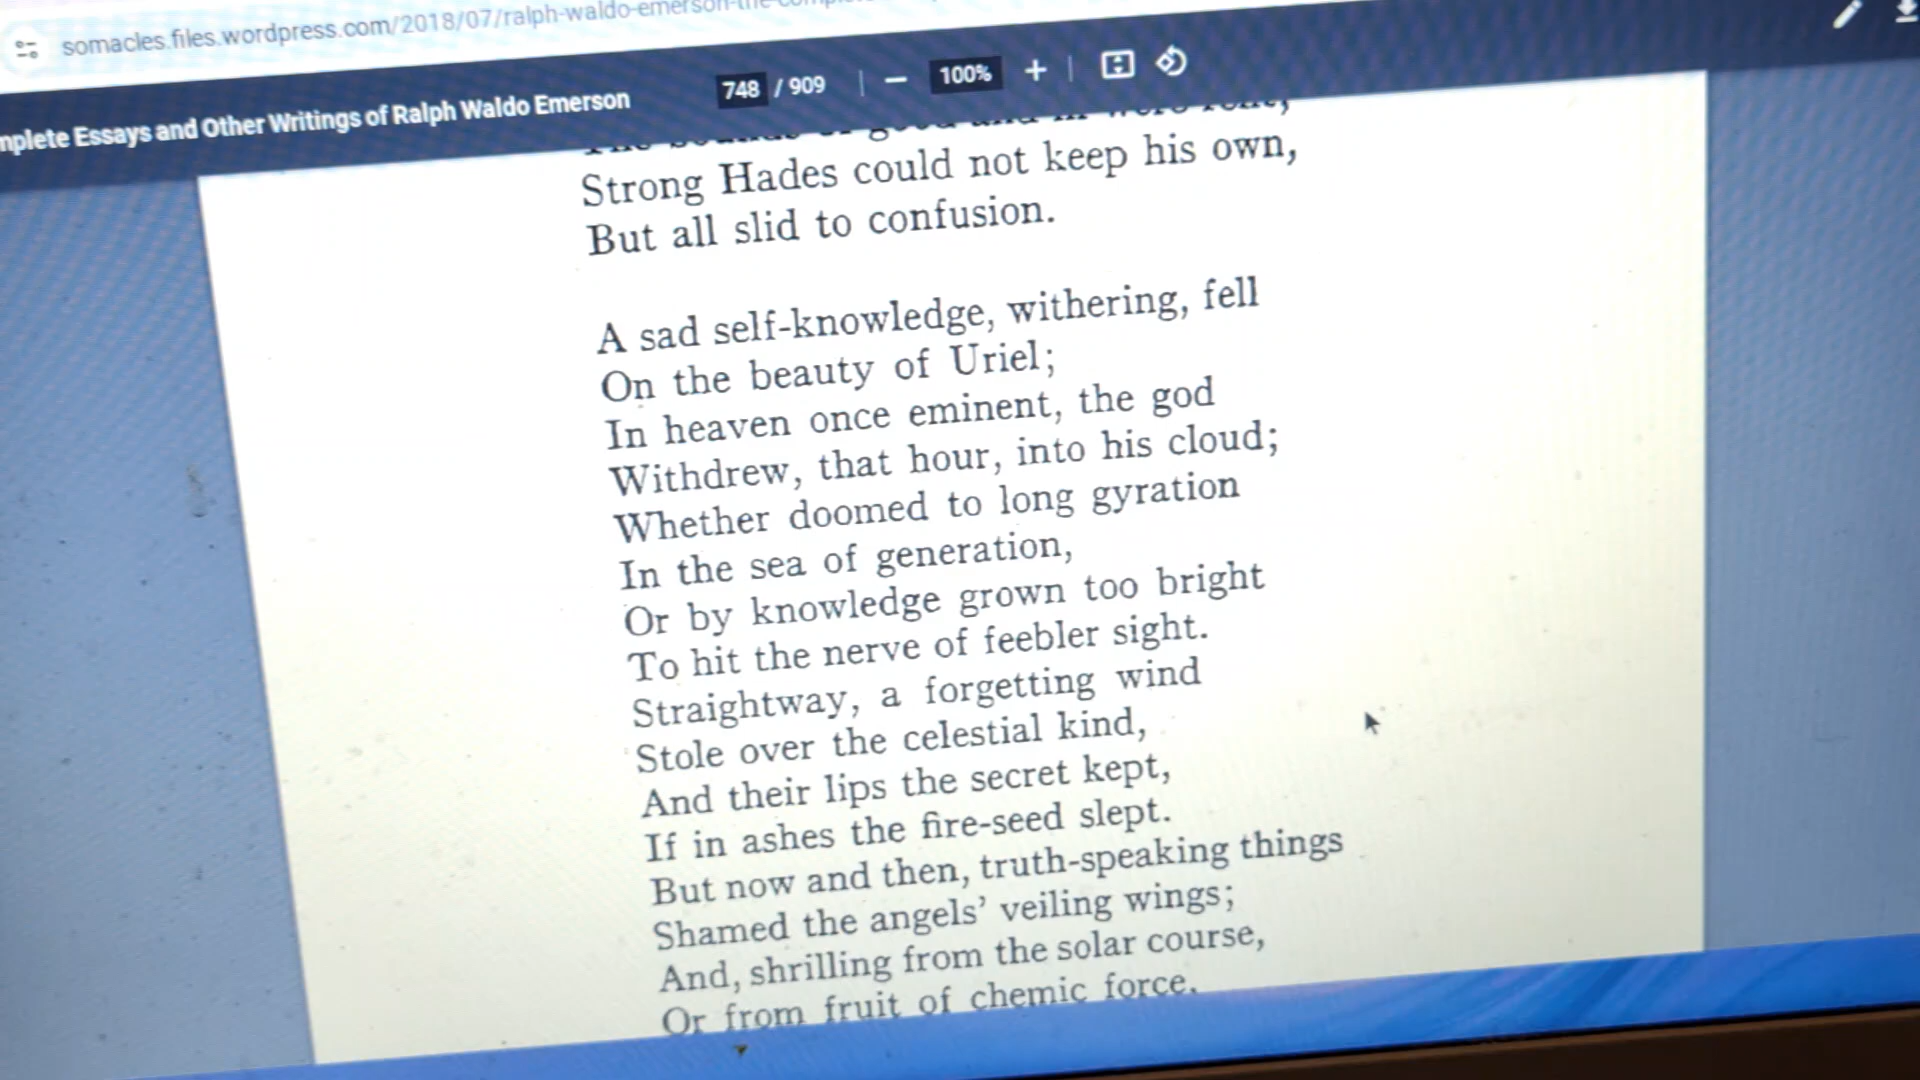 somacles.files.wordpress.com/2018/07/ralph-waldo-emerson-the-
mplete Essays and Other Writings of Ralph Waldo Emerson
748 / 909
100%
Strong Hades could not keep his own,
But all slid to confusion.
A sad self-knowledge, withering, fell
On the beauty of Uriel;
In heaven once eminent, the god
Withdrew, that hour, into his cloud;
Whether doomed to long gyration
In the sea of generation,
Or by knowledge grown too bright
To hit the nerve of feebler sight.
Straightway, a forgetting wind
Stole over the celestial kind,
And their lips the secret kept,
If in ashes the fire-seed slept.
But now and then, truth-speaking things
Shamed the angels’ veiling wings;
And, shrilling from the solar course,
Or from fruit of chemic force,